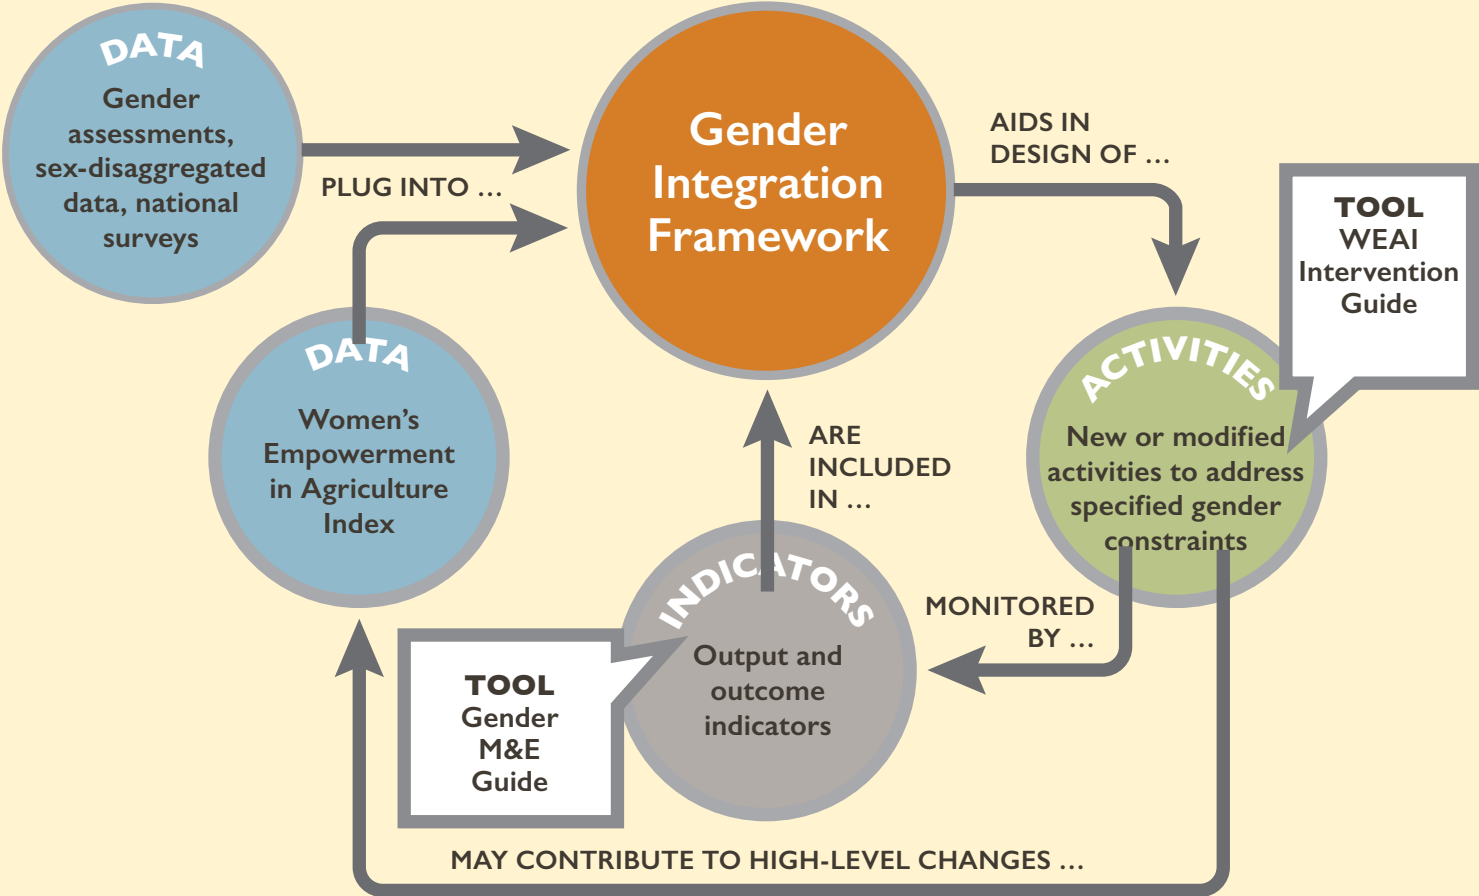 DATA
Gender
assessments,
sex-disaggregated
data, national
surveys
PLUG INTO …
Gender
Integration
Framework
AIDS IN
DESIGN OF …
TOOL
WEAI
Intervention
Guide
DATA
Women’s
Empowerment
in Agriculture
Index
ARE
INCLUDED
IN …
ACTIVITIES
New or modified
activities to address
specified gender
constraints
MONITORED
BY …
INDICATORS
Output and
outcome
indicators
TOOL
Gender
M&E
Guide
MAY CONTRIBUTE TO HIGH-LEVEL CHANGES …